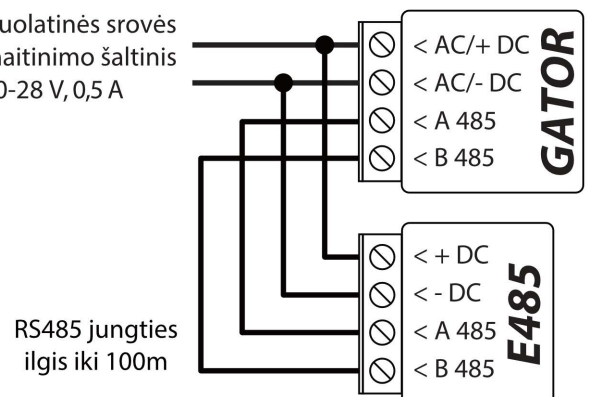 uolatinės srovės
naitinimo šaltinis
0-28 V, 0,5 A
< AC/+ DC
< AC/- DC
< A 485
< B 485
GATOR
< + DC
< - DC
< A 485
< B 485
E485
RS485 jungties
ilgis iki 100m